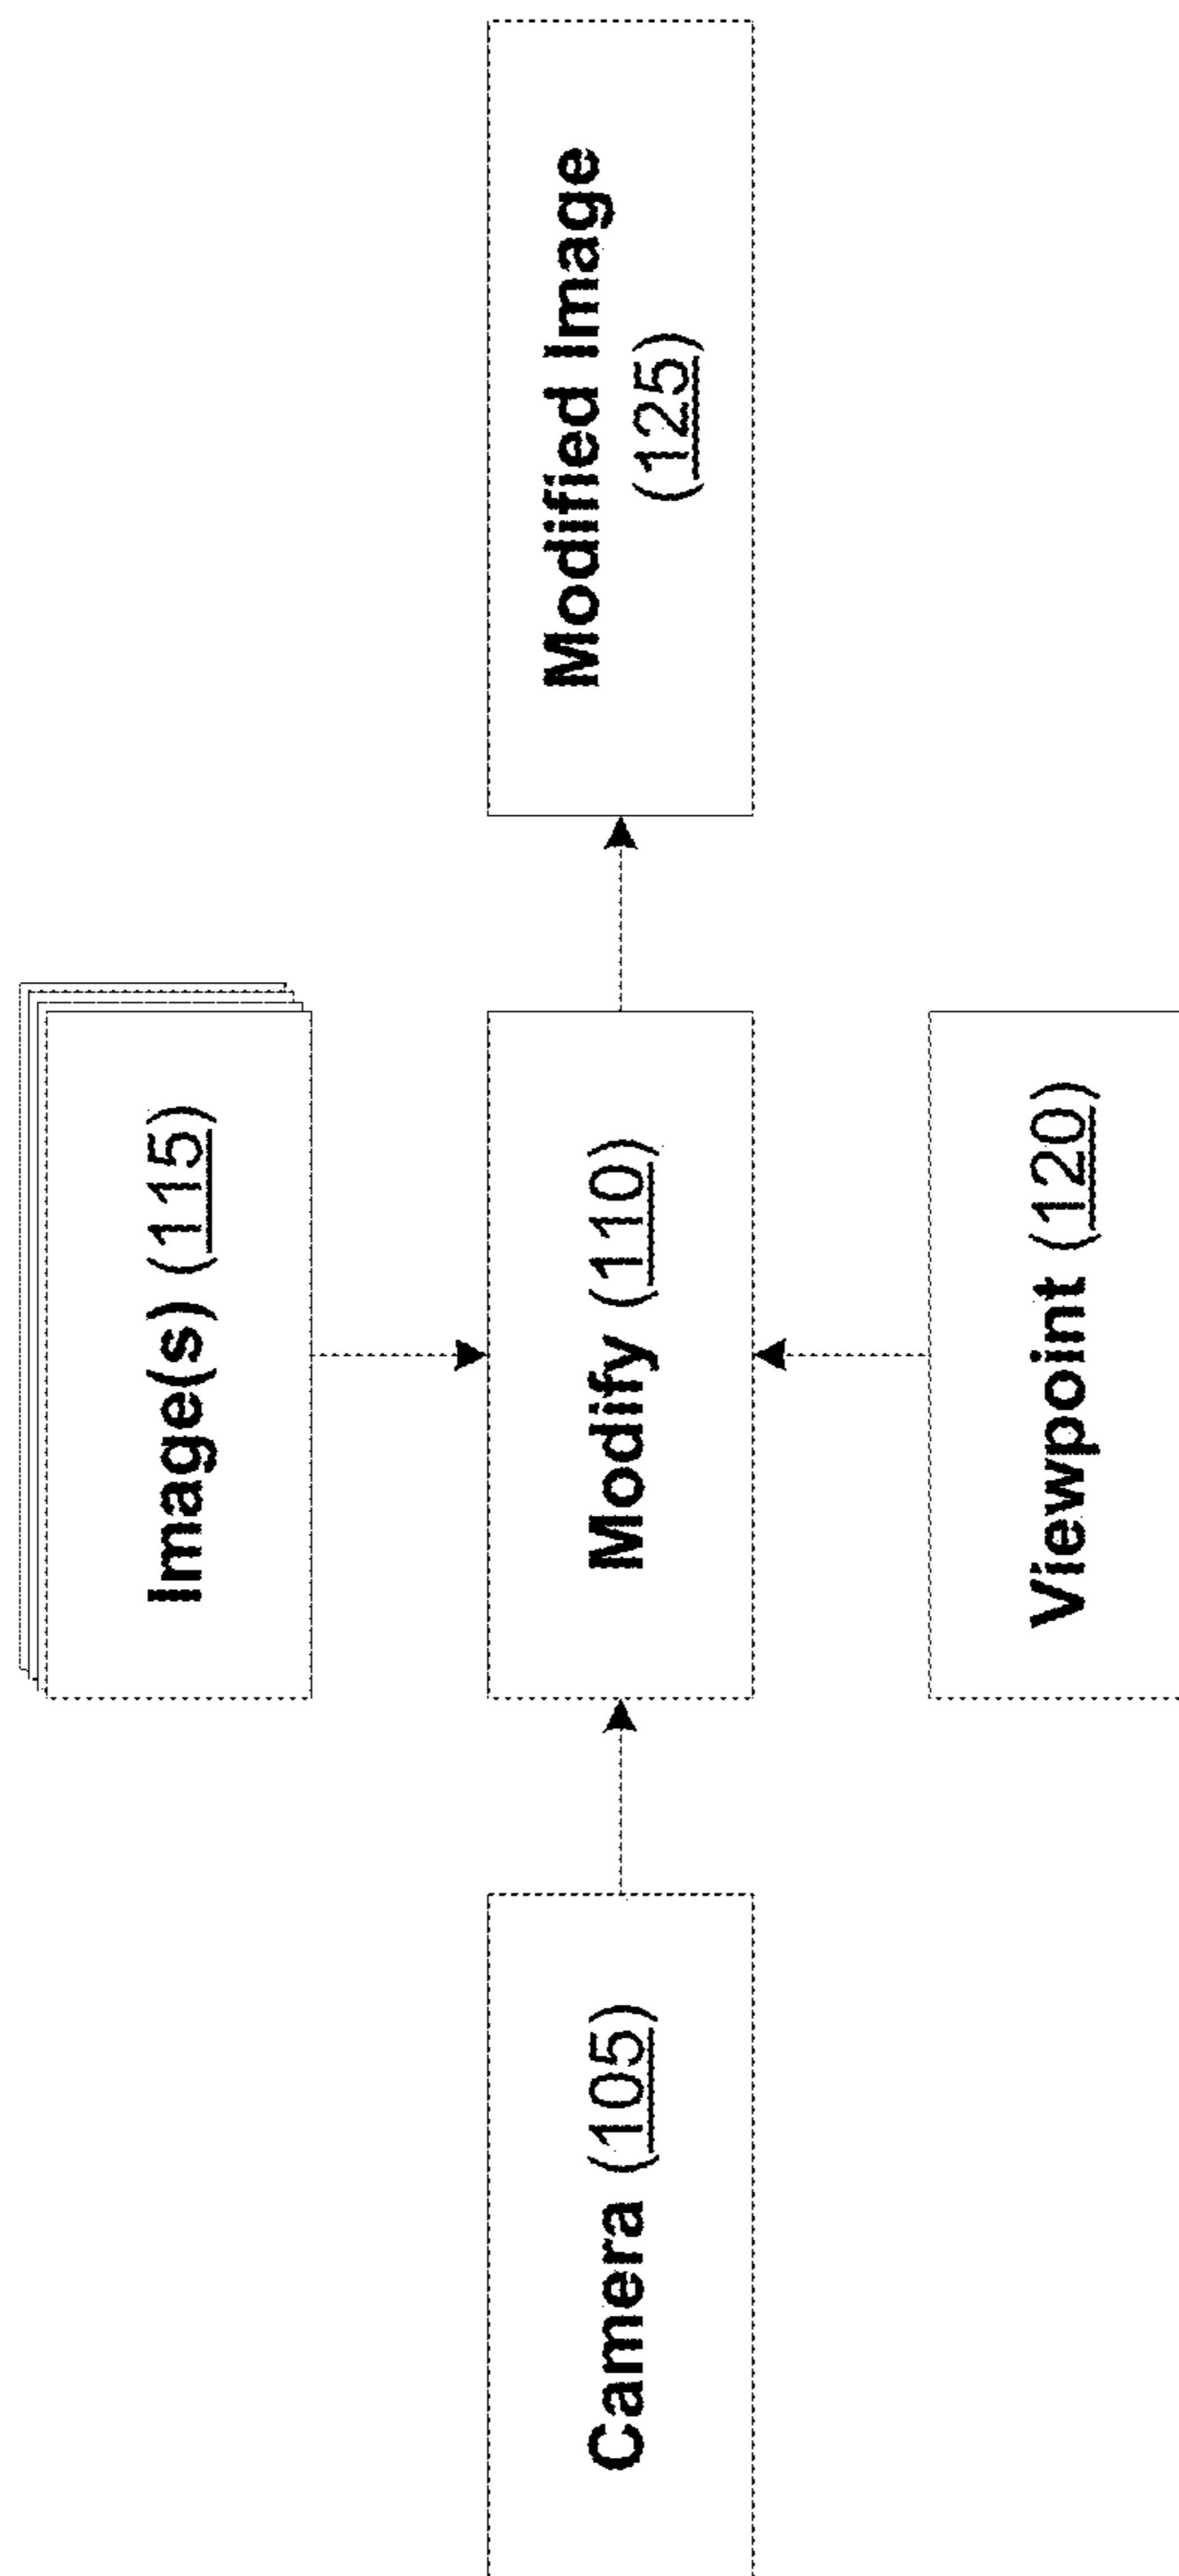 Image(s) (115)
Camera (105)
Modify (110)
Modified Image
(125)
Viewpoint (120)